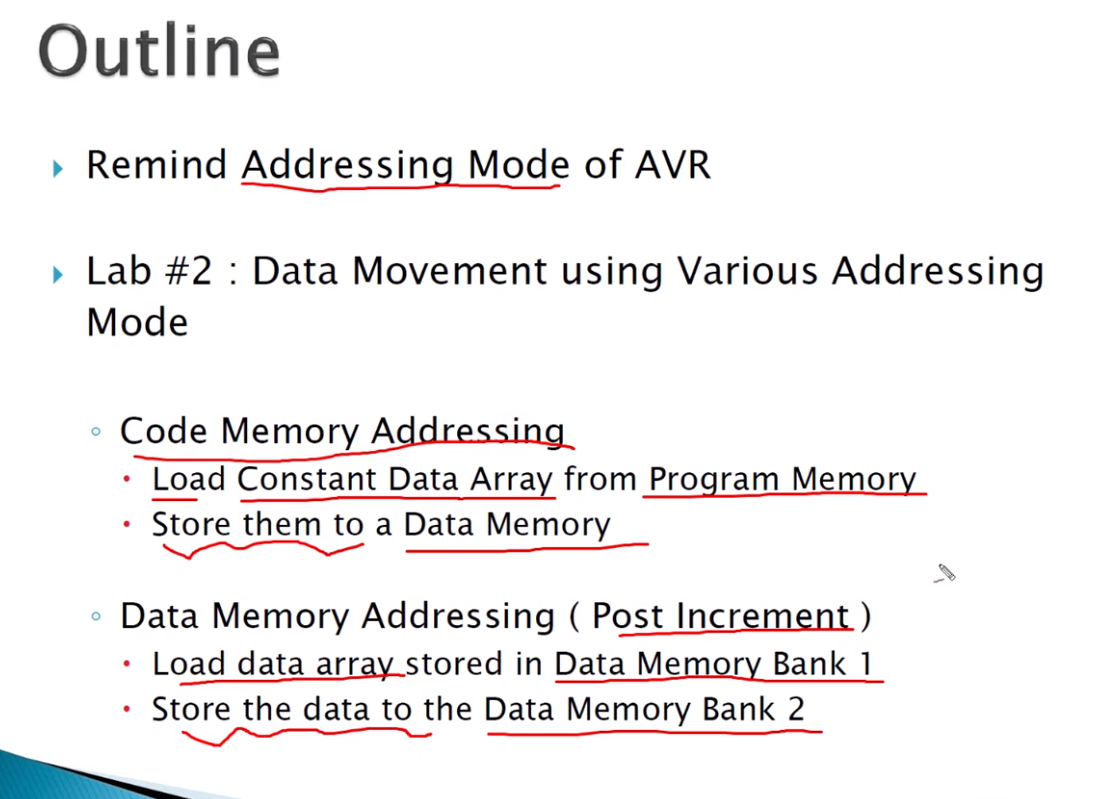 Outline
Remind Addressing Mode of AVR
Lab #2 : Data Movement using Various Addressing
Mode
Code Memory Addressing
Load Constant Data Array from Program Memory
Store them to a Data Memory
Data Memory Addressing ( Post Increment )
Load data array stored in Data Memory Bank 1
Store the data to the Data Memory Bank 2